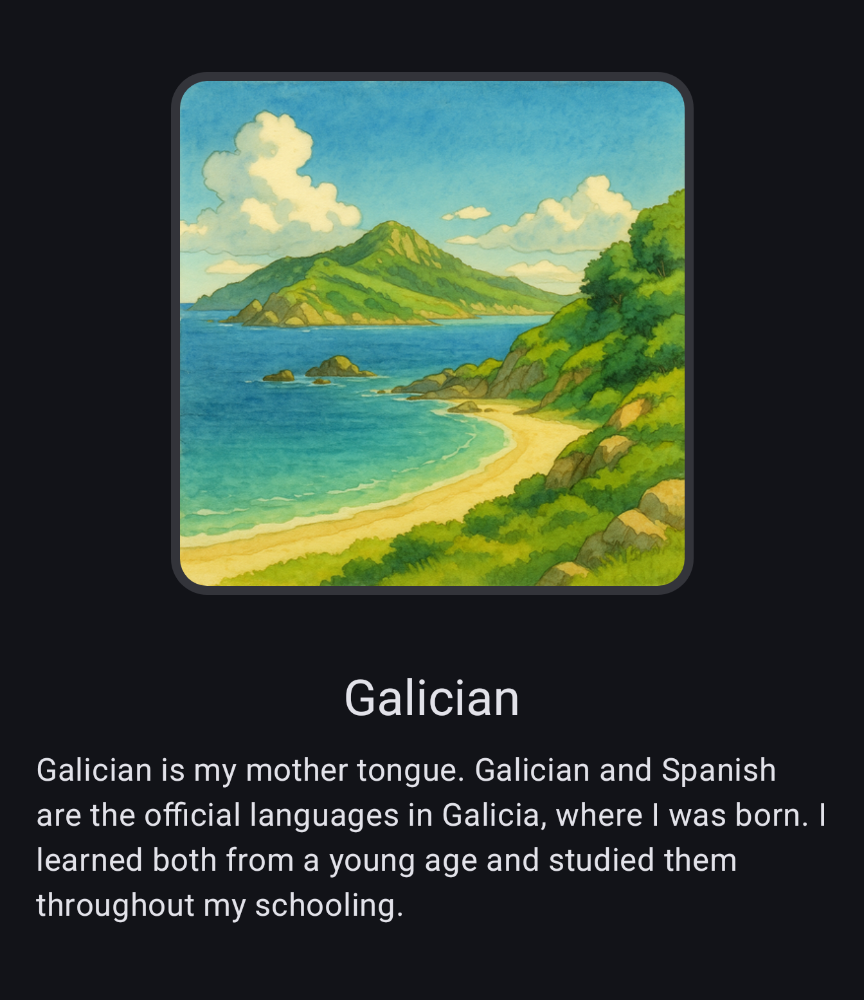 Galician
Galician is my mother tongue. Galician and Spanish
are the official languages in Galicia, where I was born. I
learned both from a young age and studied them
throughout my schooling.